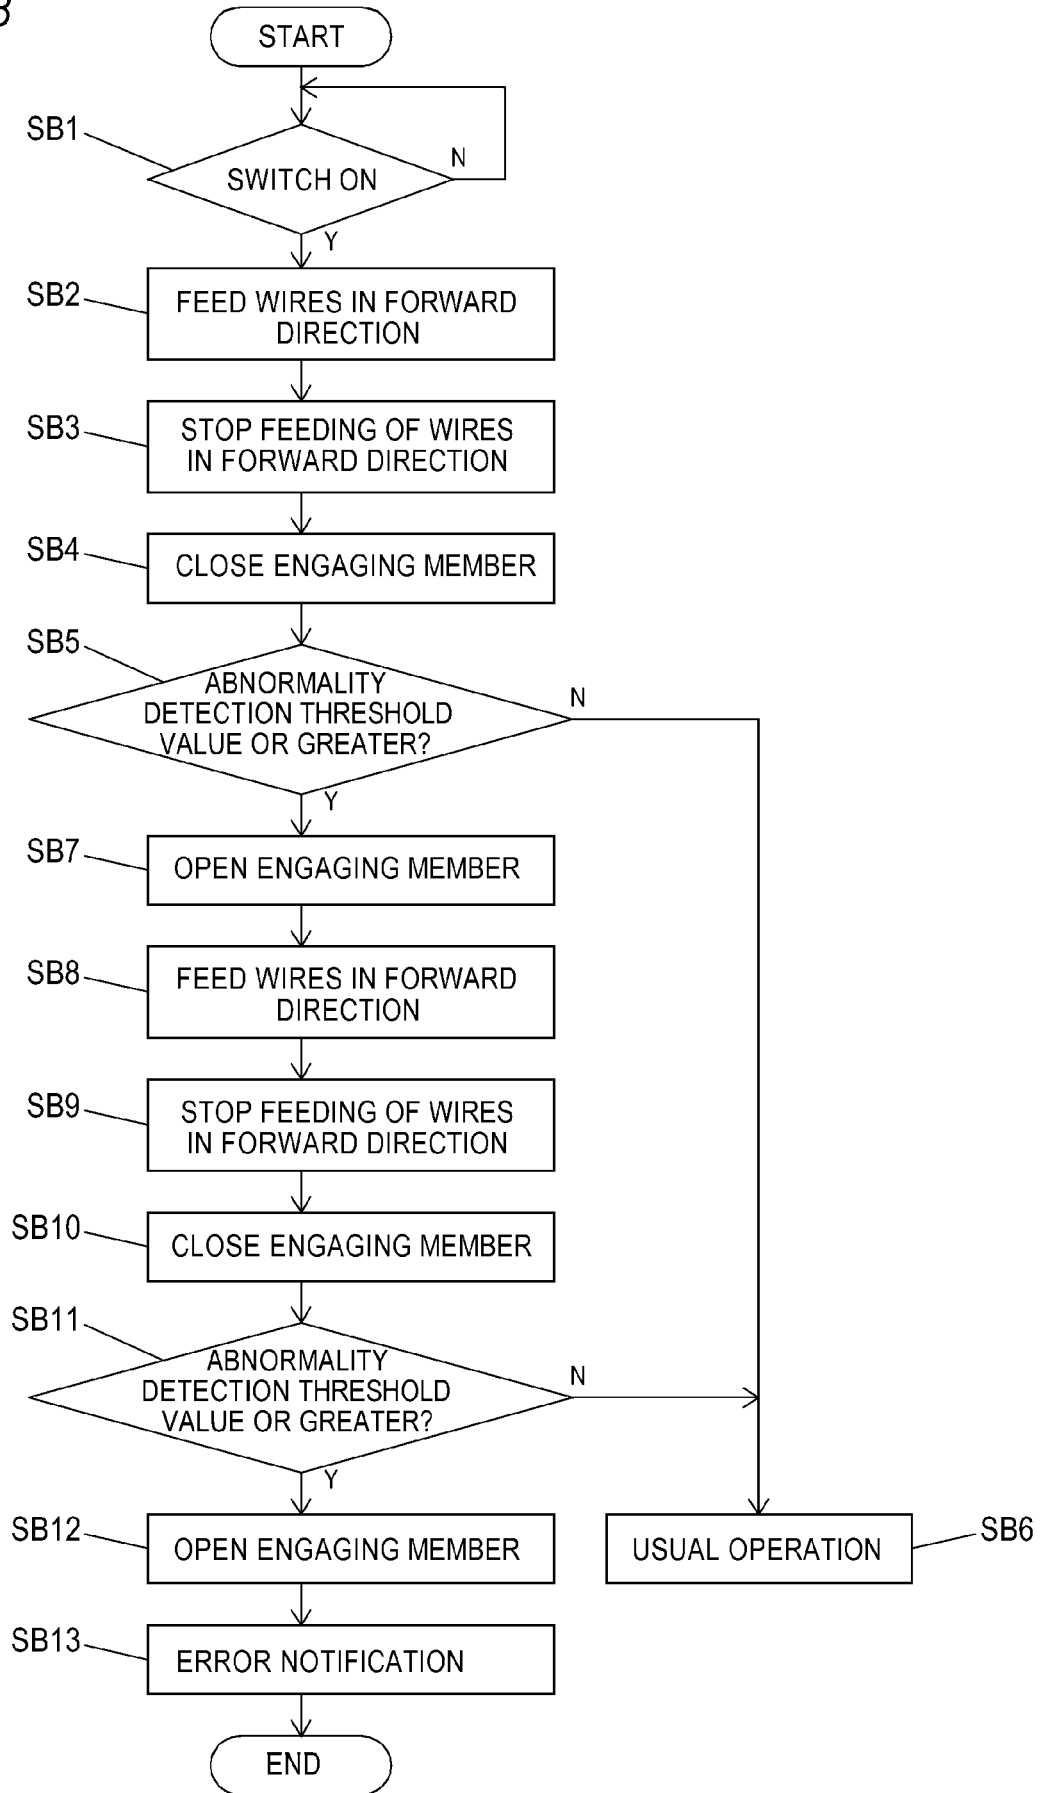 START
SB1
SWITCH ON
N
Y
SB2
FEED WIRES IN FORWARD
DIRECTION
SB3
STOP FEEDING OF WIRES
IN FORWARD DIRECTION
SB4
CLOSE ENGAGING MEMBER
SB5
ABNORMALITY
DETECTION THRESHOLD
VALUE OR GREATER?
N
Y
SB7
OPEN ENGAGING MEMBER
SB8
FEED WIRES IN FORWARD
DIRECTION
SB9
STOP FEEDING OF WIRES
IN FORWARD DIRECTION
SB10
CLOSE ENGAGING MEMBER
SB11
ABNORMALITY
DETECTION THRESHOLD
VALUE OR GREATER?
N
Y
SB12
OPEN ENGAGING MEMBER
USUAL OPERATION
SB6
SB13
ERROR NOTIFICATION
END